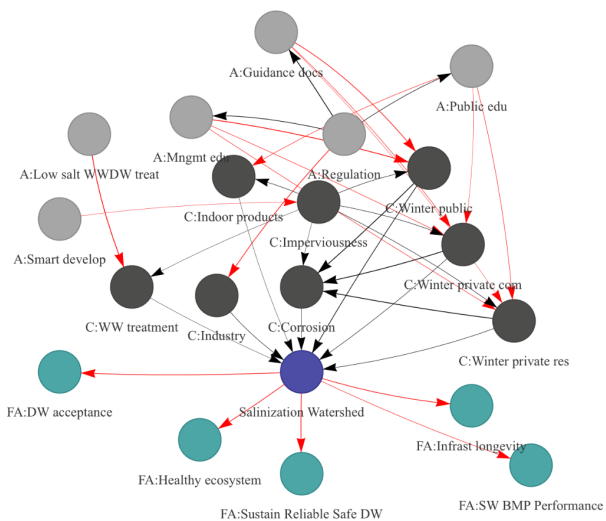 A:Guidance docs
A:Public edu
A:Mngmt edu
A:Low salt WWDW treat
A:Regulation
C:Indoor products
C:Winter public
C:Imperviousness
A:Smart develop
C:Winter private com
C:WW treatment
C:Industry
C:Corrosion
C:Winter private res
FA:DW acceptance
Salinization Watershed
FA:Infrast longevity
FA:Healthy ecosystem
FA:SW BMP Performance
FA:Sustain Reliable Safe DW